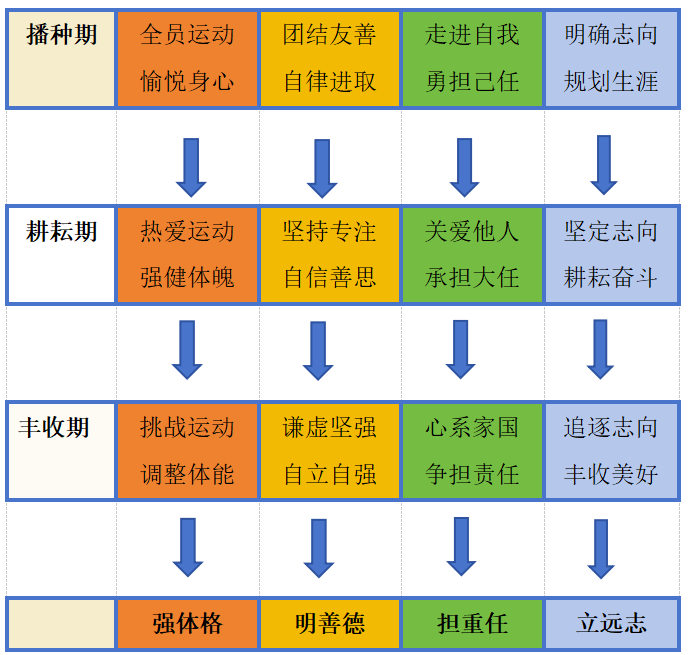 播种期
全员运动
愉悦身心
团结友善
自律进取
走进自我
勇担己任
明确志向
规划生涯
耕耘期
热爱运动
强健体魄
坚持专注
自信善思
关爱他人
承担大任
坚定志向
耕耘奋斗
丰收期
挑战运动
调整体能
谦虚坚强
自立自强
心系家国
争担责任
追逐志向
丰收美好
强体格
明善德
担重任
立远志